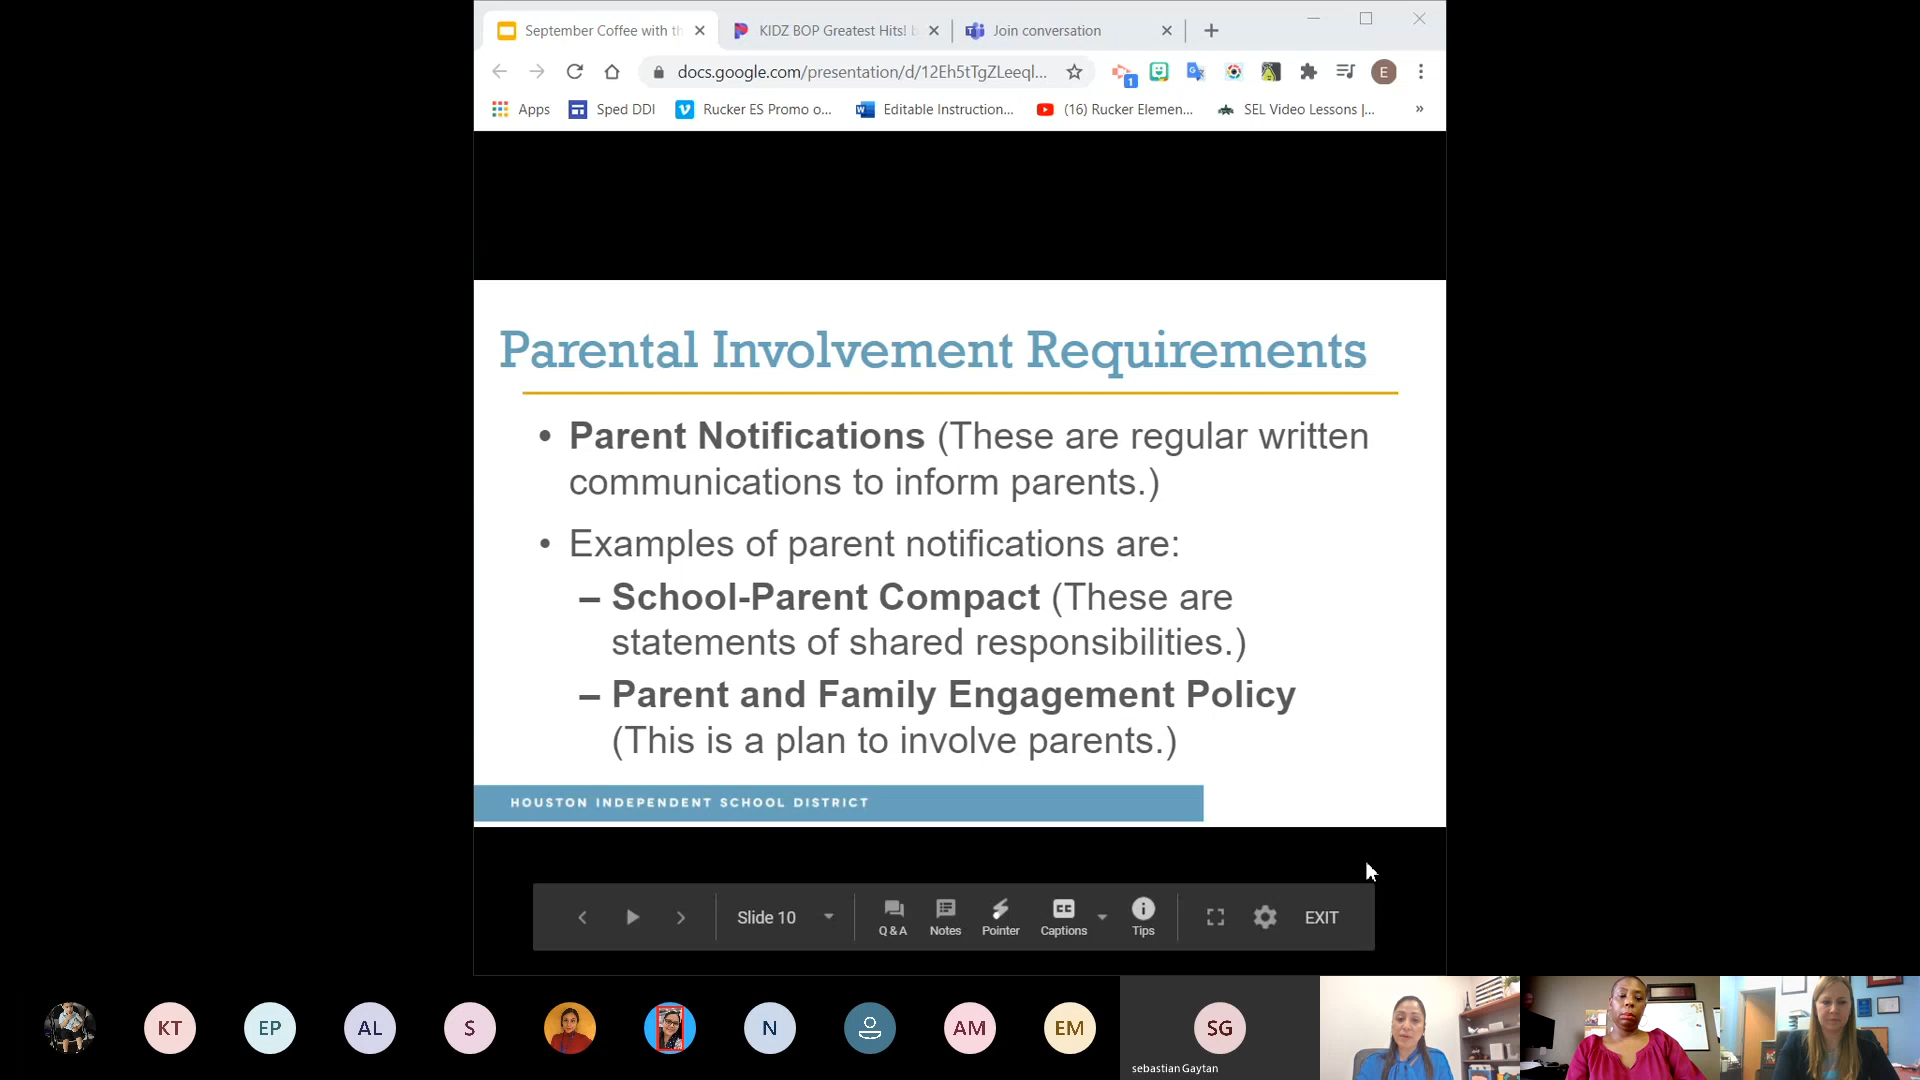 September Coffee with th
KIDZ BOP Greatest Hits! b
Join conversation
docs.google.com/presentation/d/12Eh5tTgZLeeql...
1
E
Apps
Sped DDI
Rucker ES Promo o...
Editable Instruction...
(16) Rucker Elemen...
SEL Video Lessons |...
»
Parental Involvement Requirements
• Parent Notifications (These are regular written
communications to inform parents.)
• Examples of parent notifications are:
– School-Parent Compact (These are
statements of shared responsibilities.)
– Parent and Family Engagement Policy
(This is a plan to involve parents.)
HOUSTON INDEPENDENT SCHOOL DISTRICT
Slide 10
Q & A
Notes
Pointer
CC
Captions
Tips
EXIT
KT
EP
AL
S
N
AM
EM
SG
sebastian Gaytan